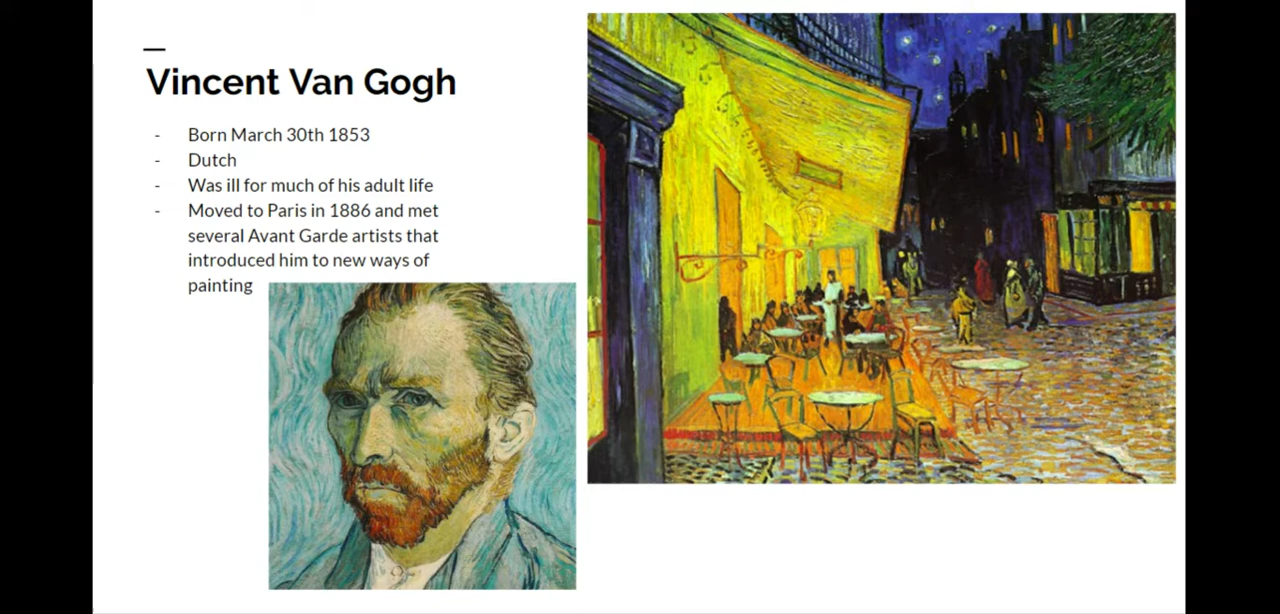 Vincent Van Gogh
- Born March 30th 1853
- Dutch
- Was ill for much of his adult life
- Moved to Paris in 1886 and met
several Avant Garde artists that
introduced him to new ways of
painting